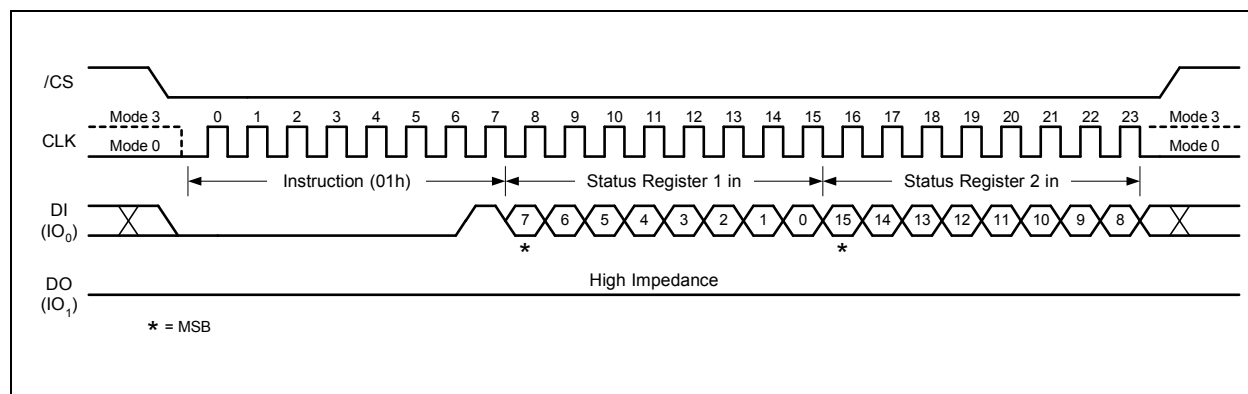 /CS
Mode 3 0 1 2 3 4 5 6 7 8 9 10 11 12 13 14 15 16 17 18 19 20 21 22 23 Mode 3
CLK
Mode 0 Mode 0
Instruction (01h) Status Register 1 in Status Register 2 in
DI
(IO₀) 7 6 5 4 3 2 1 0 15 14 13 12 11 10 9 8
* *
High Impedance
DO
(IO₁)
* = MSB